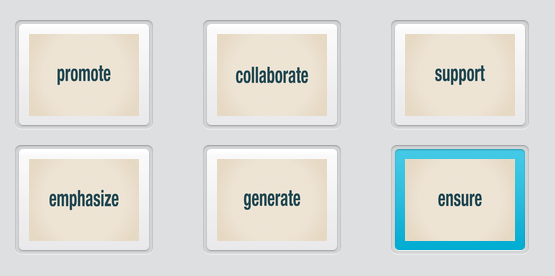 promote
collaborate
support
emphasize
generate
ensure